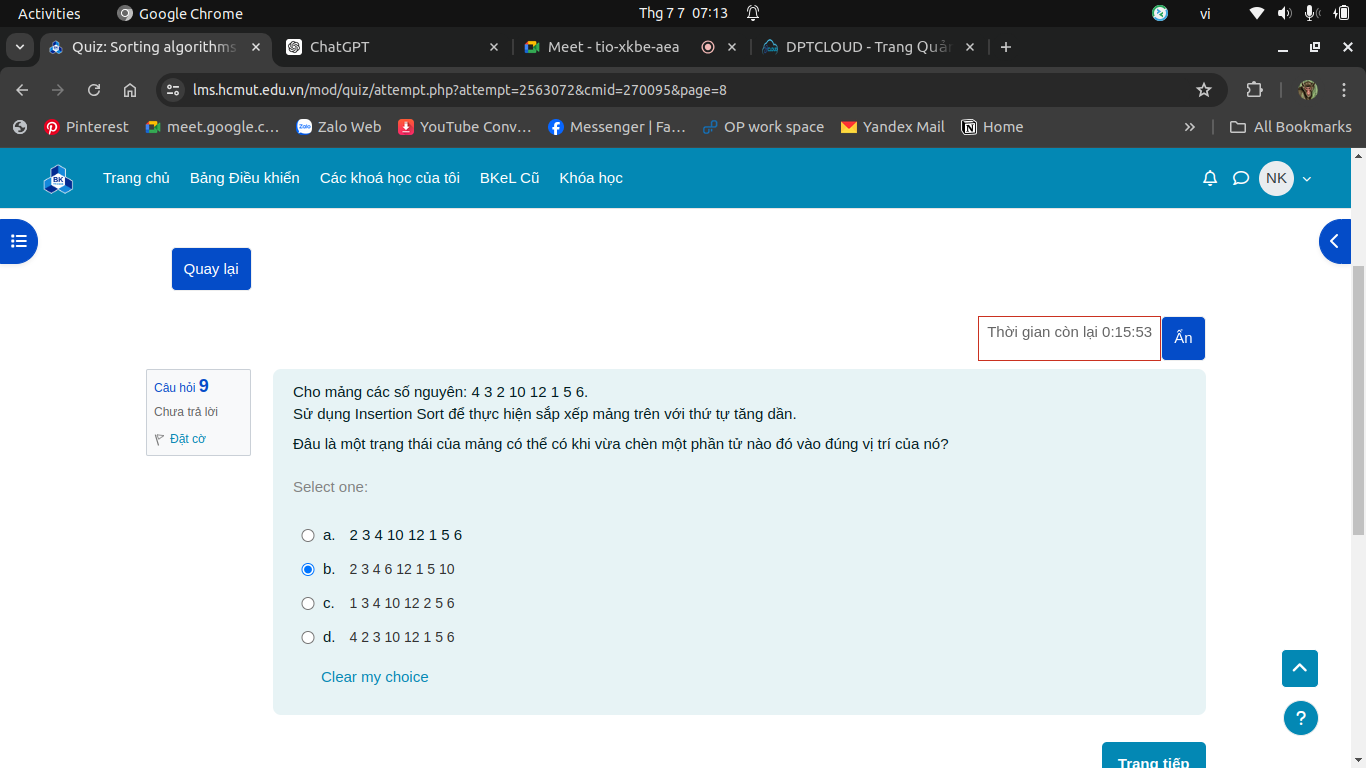 Activities
Google Chrome
Thg 7 7 07:13
vi
Quiz: Sorting algorithms
ChatGPT
Meet - tio-xkbe-aea
DPTCLOUD - Trang Quản
lms.hcmut.edu.vn/mod/quiz/attempt.php?attempt=2563072&cmid=270095&page=8
Pinterest
meet.google.c...
Zalo Web
YouTube Conv...
Messenger | Fa...
OP work space
Yandex Mail
Home
»
All Bookmarks
BK
Trang chủ
Bảng Điều khiển
Các khoá học của tôi
BKeL Cũ
Khóa học
NK
Quay lại
Thời gian còn lại 0:15:53
Ẩn
Câu hỏi 9
Chưa trả lời
Đặt cờ
Cho mảng các số nguyên: 4 3 2 10 12 1 5 6.
Sử dụng Insertion Sort để thực hiện sắp xếp mảng trên với thứ tự tăng dần.
Đâu là một trạng thái của mảng có thể có khi vừa chèn một phần tử nào đó vào đúng vị trí của nó?
Select one:
a. 2 3 4 10 12 1 5 6
b. 2 3 4 6 12 1 5 10
c. 1 3 4 10 12 2 5 6
d. 4 2 3 10 12 1 5 6
Clear my choice
?
Trang tiếp